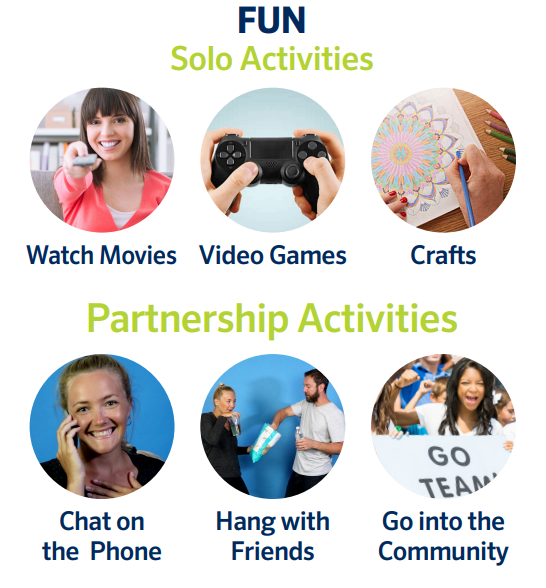 FUN
Solo Activities
Watch Movies
Video Games
Crafts
Partnership Activities
GO
TEAM
Chat on
the Phone
Hang with
Friends
Go into the
Community